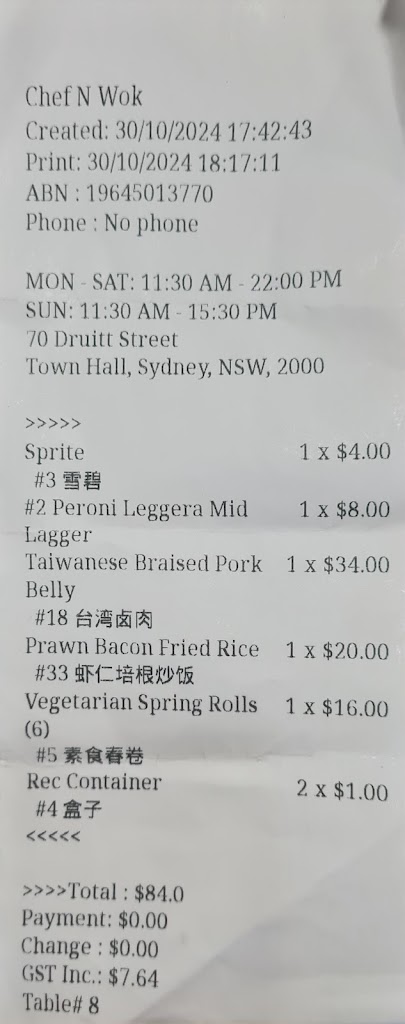 Chef N Wok
Created: 30/10/2024 17:42:43
Print: 30/10/2024 18:17:11
ABN : 19645013770
Phone : No phone
MON - SAT: 11:30 AM - 22:00 PM
SUN: 11:30 AM - 15:30 PM
70 Druitt Street
Town Hall, Sydney, NSW, 2000
>>>>>
Sprite 1 x $4.00
#3 雪碧
#2 Peroni Leggera Mid 1 x $8.00
Lagger
Taiwanese Braised Pork 1 x $34.00
Belly
#18 台湾卤肉
Prawn Bacon Fried Rice 1 x $20.00
#33 虾仁培根炒饭
Vegetarian Spring Rolls 1 x $16.00
(6)
#5 素食春卷
Rec Container 2 x $1.00
#4 盒子
<<<<<
>>>>Total : $84.0
Payment: $0.00
Change : $0.00
GST Inc.: $7.64
Table# 8